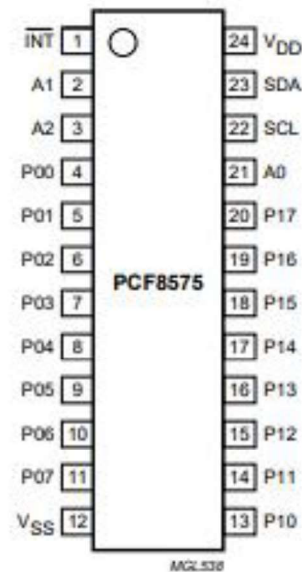 INT 1 24 VDD
A1 2 23 SDA
A2 3 22 SCL
P00 4 21 A0
P01 5 20 P17
P02 6 19 P16
PCF8575
P03 7 18 P15
P04 8 17 P14
P05 9 16 P13
P06 10 15 P12
P07 11 14 P11
VSS 12 13 P10
MGL538